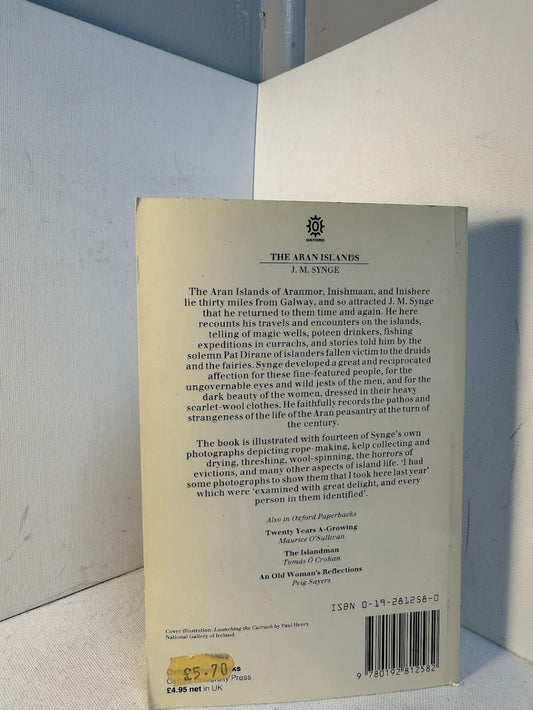 OXFORD
THE ARAN ISLANDS
J. M. SYNGE
The Aran Islands of Aranmor, Inishmaan, and Inishere
lie thirty miles from Galway, and so attracted J. M. Synge
that he returned to them time and again. He here
recounts his travels and encounters on the islands,
telling of magic wells, poteen drinkers, fishing
expeditions in currachs, and stories told him by the
solemn Pat Dirane of islanders fallen victim to the druids
and the fairies. Synge developed a great and reciprocated
affection for these fine-featured people, for the
ungovernable eyes and wild jests of the men, and for the
dark beauty of the women, dressed in their heavy
scarlet-wool clothes. He faithfully records the pathos and
strangeness of the life of the Aran peasantry at the turn of
the century.
The book is illustrated with fourteen of Synge's own
photographs depicting rope-making, kelp collecting and
drying, threshing, wool-spinning, the horrors of
evictions, and many other aspects of island life. 'I had
some photographs to show them that I took here last year'
which were 'examined with great delight, and every
person in them identified'.
Also in Oxford Paperbacks
Twenty Years A-Growing
Maurice O'Sullivan
The Islandman
Tomás Ó Crohan
An Old Woman's Reflections
Peig Sayers
ISBN 0-19-281258-0
Cover illustration: Launching the Currach by Paul Henry
National Gallery of Ireland.
£5.70
Press
£4.95 net in UK
9 780192 812582